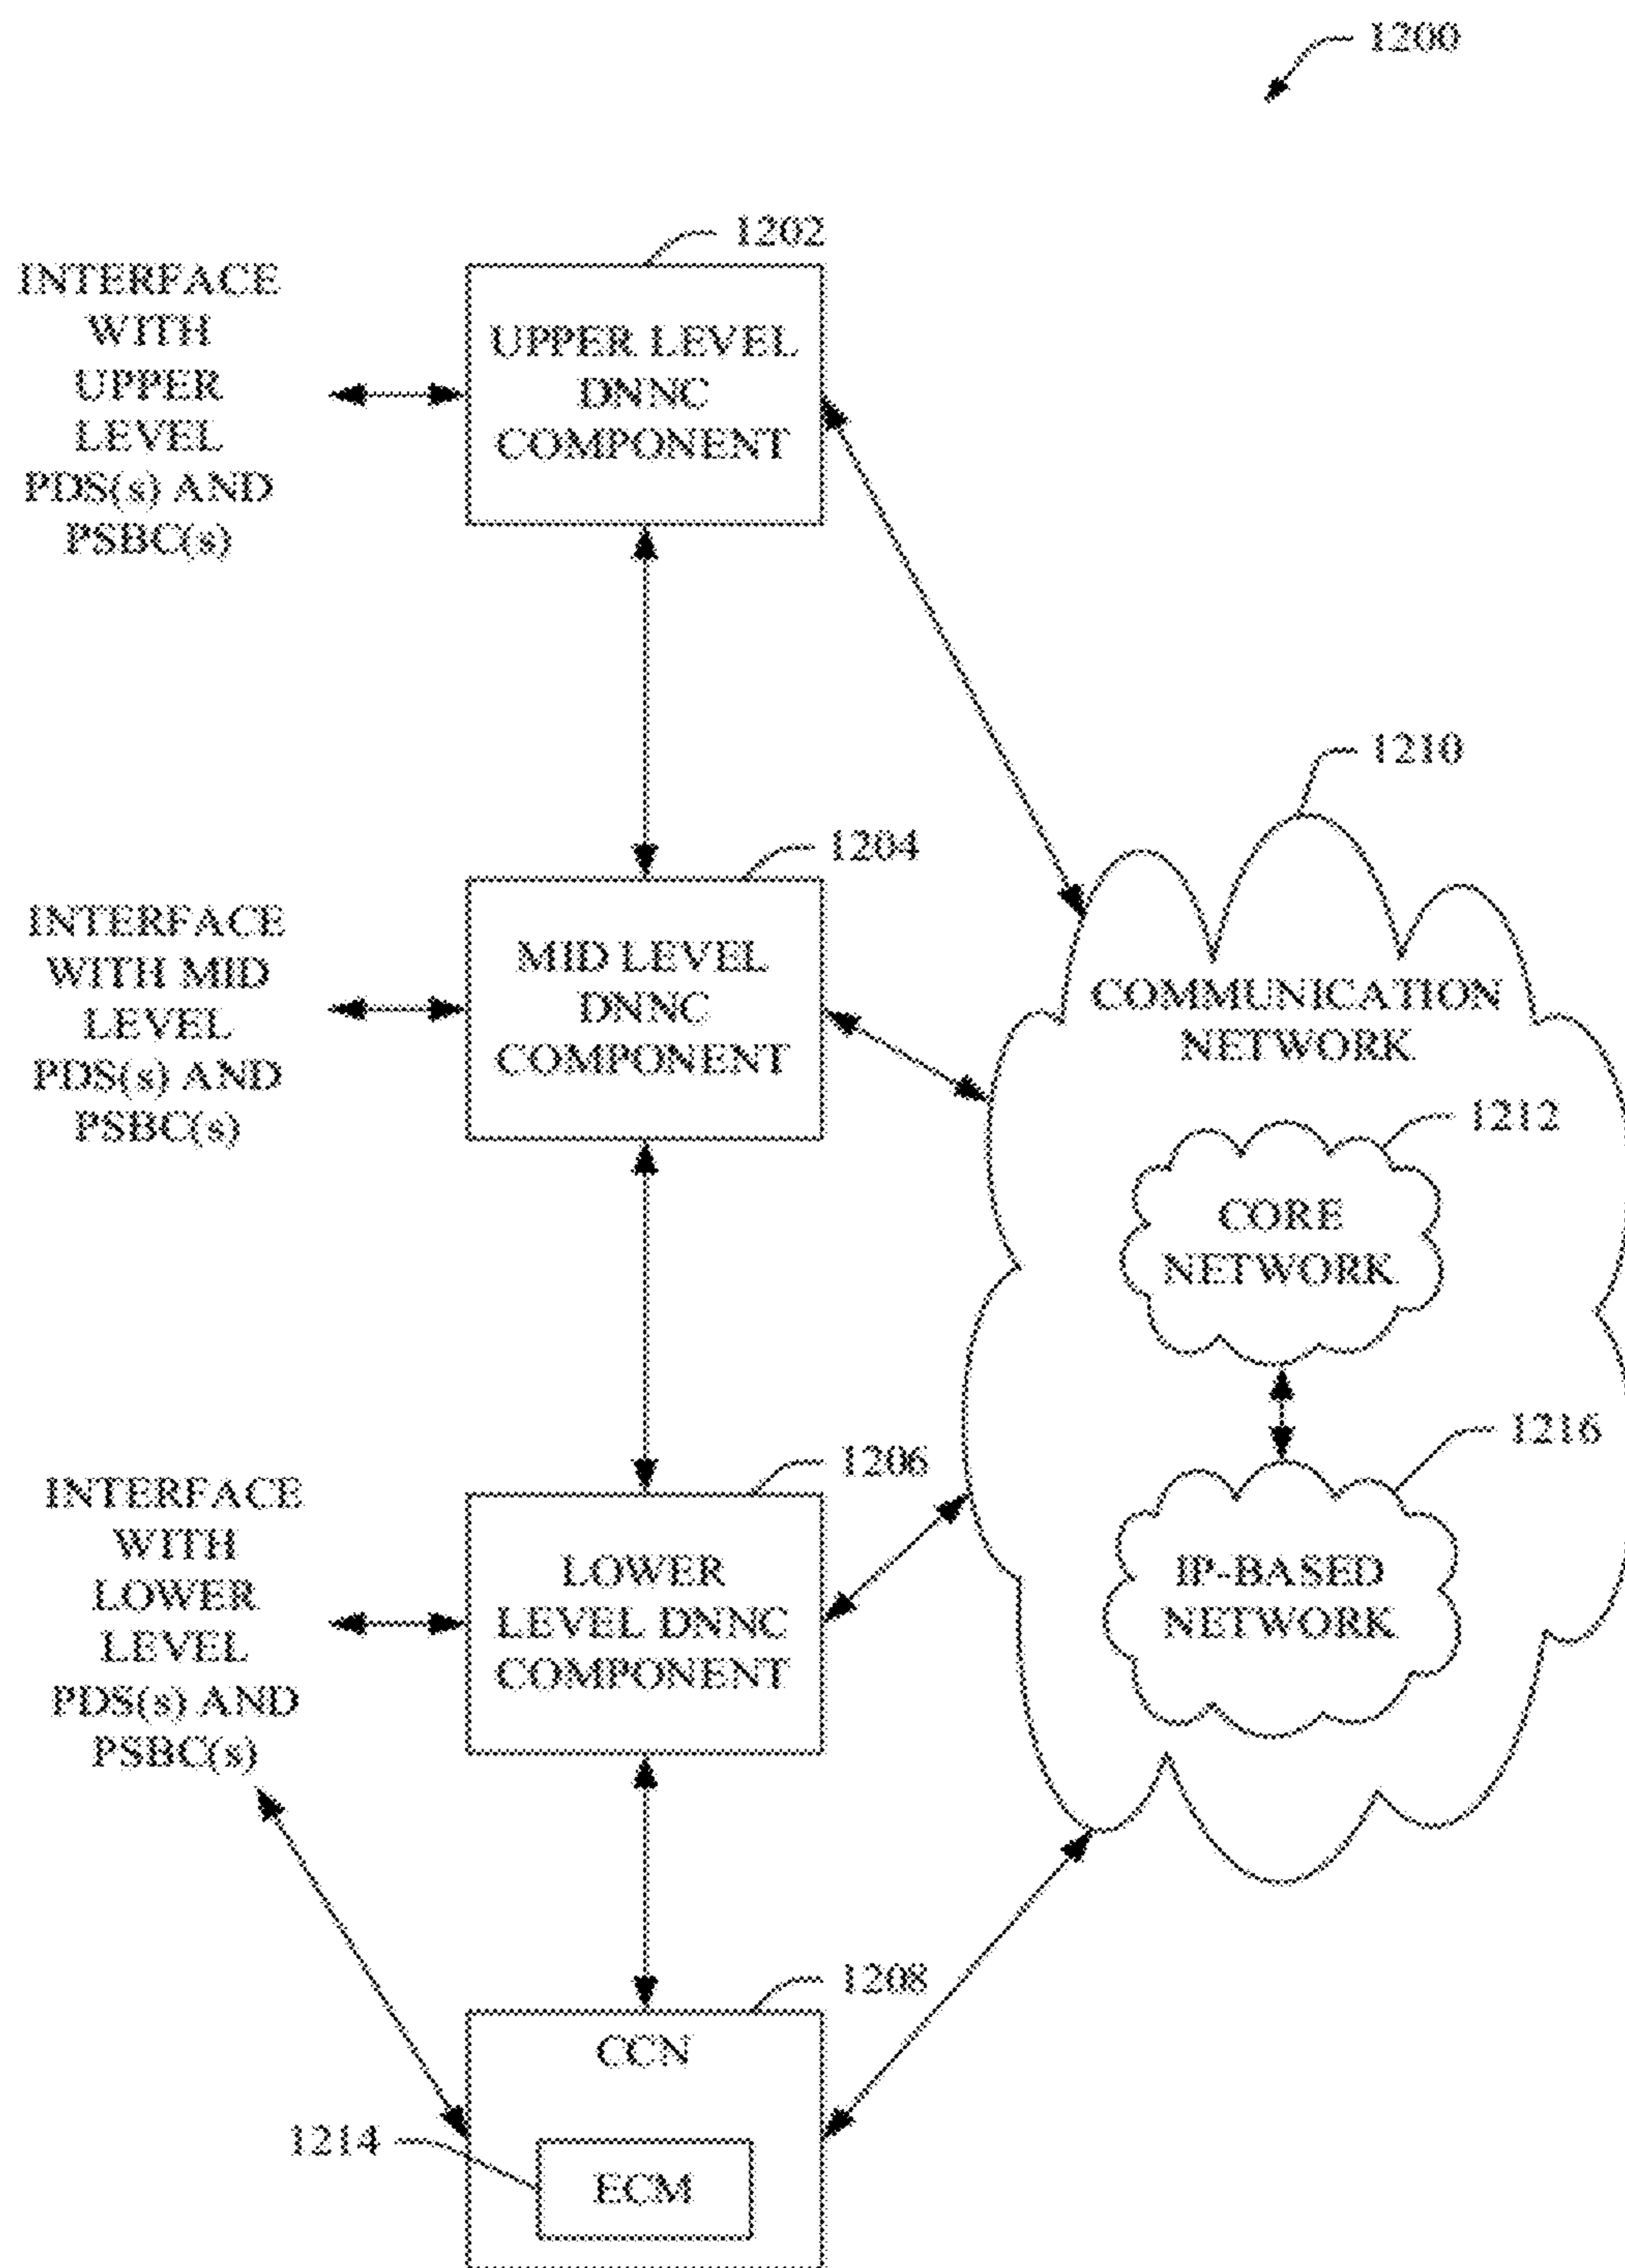 1200
1202
INTERFACE
WITH
UPPER
LEVEL
PDS(s) AND
PSBC(s)
UPPER LEVEL
DNNC
COMPONENT
1210
1204
INTERFACE
WITH MID
LEVEL
PDS(s) AND
PSBC(s)
MID LEVEL
DNNC
COMPONENT
COMMUNICATION
NETWORK
1212
CORE
NETWORK
1216
IP-BASED
NETWORK
1206
INTERFACE
WITH
LOWER
LEVEL
PDS(s) AND
PSBC(s)
LOWER
LEVEL DNNC
COMPONENT
1208
CCN
1214
ECM